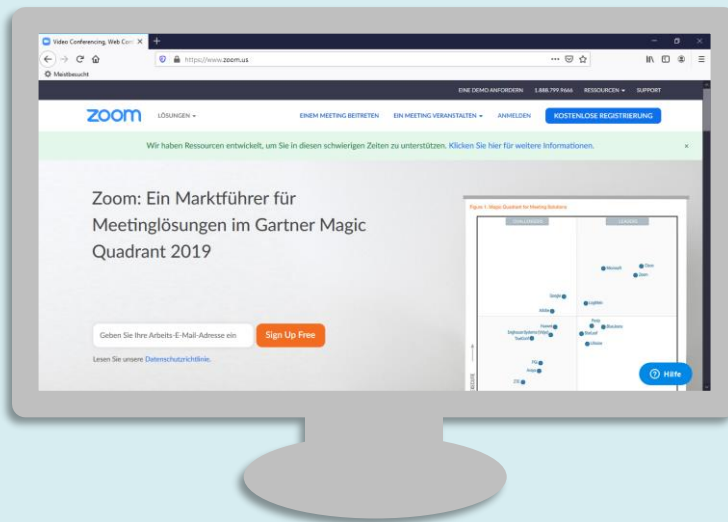 Video Conferencing, Web Con
https://www.zoom.us
Meistbesucht
EINE DEMO ANFORDERN 1.888.799.9666 RESSOURCEN SUPPORT
zoom LÖSUNGEN EINEM MEETING BEITRETEN EIN MEETING VERANSTALTEN ANMELDEN KOSTENLOSE REGISTRIERUNG
Wir haben Ressourcen entwickelt, um Sie in diesen schwierigen Zeiten zu unterstützen. Klicken Sie hier für weitere Informationen.
Zoom: Ein Marktführer für
Meetinglösungen im Gartner Magic
Quadrant 2019
Geben Sie Ihre Arbeits-E-Mail-Adresse ein Sign Up Free
Lesen Sie unsere Datenschutzrichtlinie.
Figure 1. Magic Quadrant for Meeting Solutions
CHALLENGERS LEADERS
Microsoft Cisco
Zoom
Google LogMeIn
Adobe
Hilfe